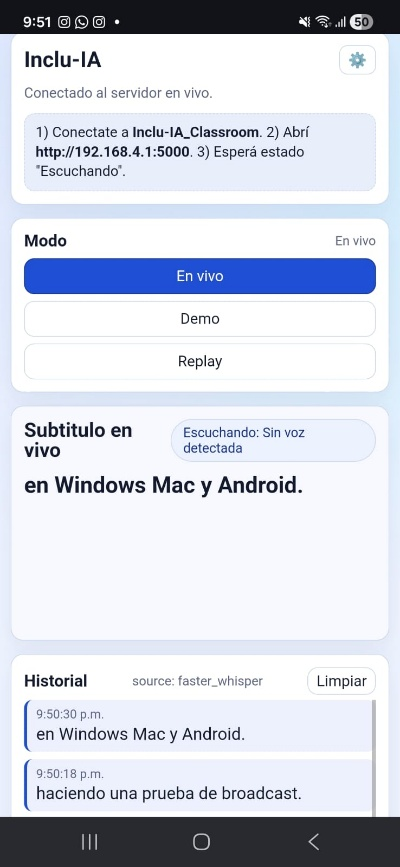 9:51
50
Inclu-IA
Conectado al servidor en vivo.
1) Conectate a Inclu-IA_Classroom. 2) Abrí
http://192.168.4.1:5000. 3) Esperá estado
"Escuchando".
Modo
En vivo
En vivo
Demo
Replay
Subtitulo en
vivo
Escuchando: Sin voz
detectada
en Windows Mac y Android.
Historial
source: faster_whisper
Limpiar
9:50:30 p.m.
en Windows Mac y Android.
9:50:18 p.m.
haciendo una prueba de broadcast.